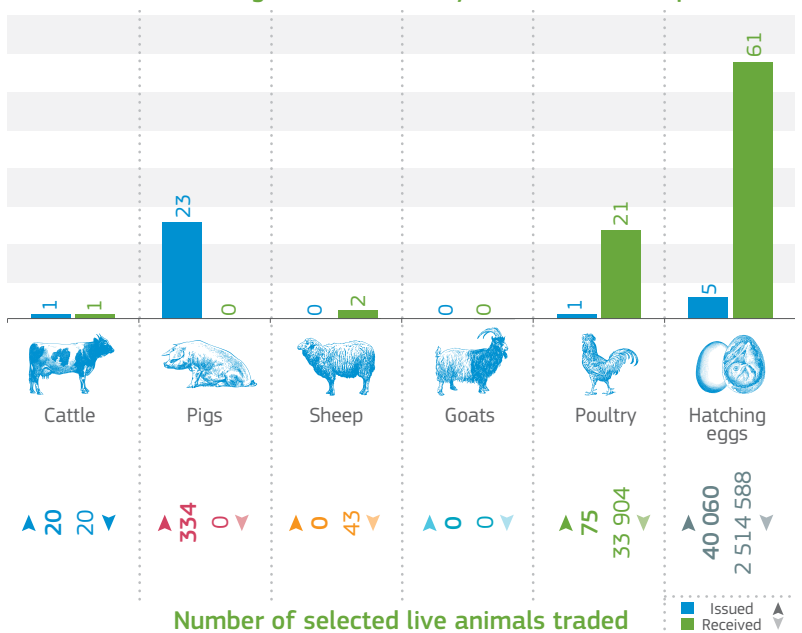 1
1
23
0
0
2
0
0
1
21
5
61
Cattle
Pigs
Sheep
Goats
Poultry
Hatching
eggs
20
20
334
0
0
43
0
0
75
33 904
40 060
2 514 588
Number of selected live animals traded
Issued
Received